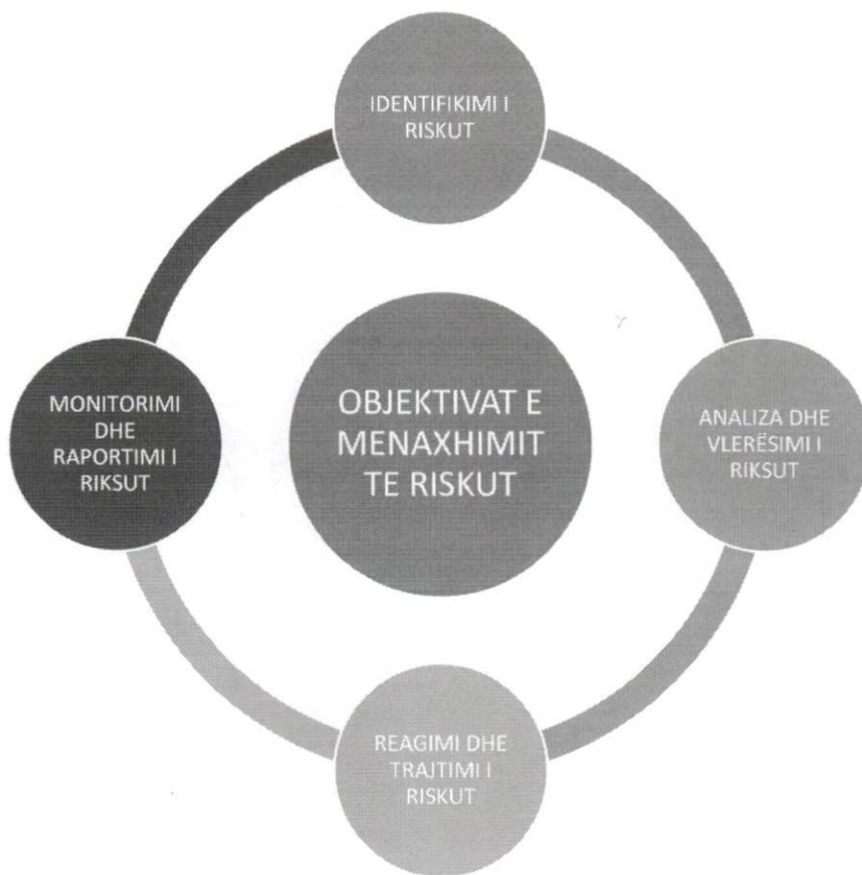 IDENTIFIKIMI I
RISKUT
MONITORIMI
DHE
RAPORTIMI I
RIKSUT
OBJEKTIVAT E
MENAXHIMIT
TE RISKUT
ANALIZA DHE
VLERËSIMI I
RIKSUT
REAGIMI DHE
TRAJTIMI I
RISKUT